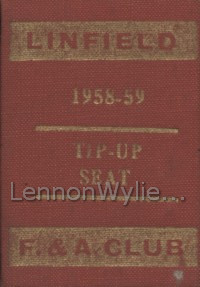 LINFIELD
1958-59
TIP-UP
SEAT
LennonWylie....
F. & A. CLUB